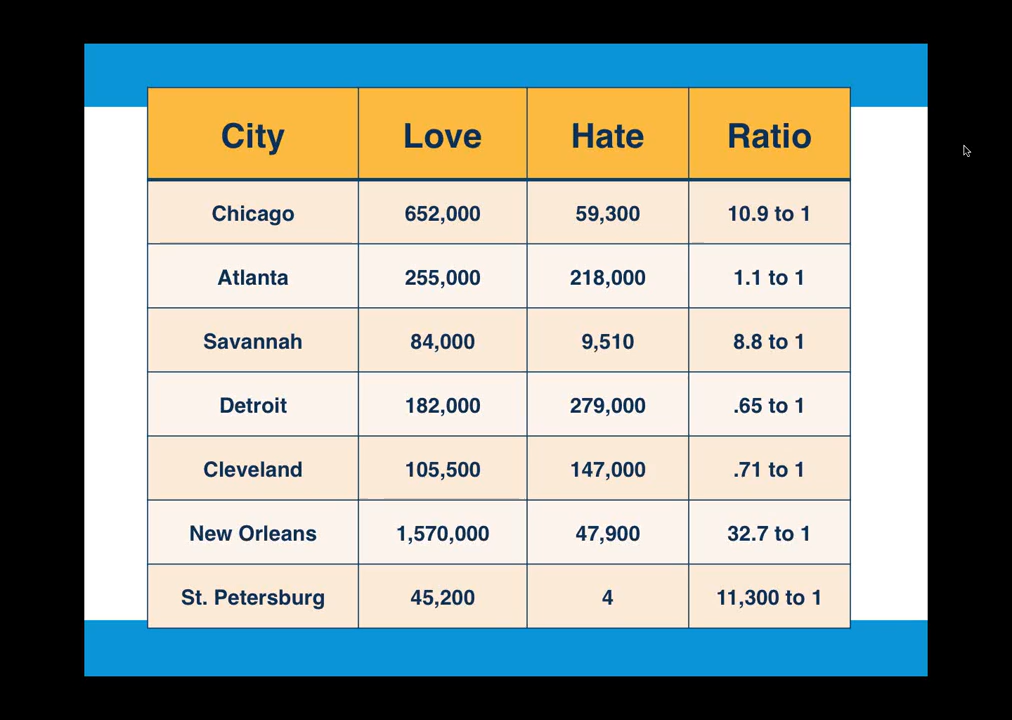 City Love Hate Ratio
Chicago 652,000 59,300 10.9 to 1
Atlanta 255,000 218,000 1.1 to 1
Savannah 84,000 9,510 8.8 to 1
Detroit 182,000 279,000 .65 to 1
Cleveland 105,500 147,000 .71 to 1
New Orleans 1,570,000 47,900 32.7 to 1
St. Petersburg 45,200 4 11,300 to 1